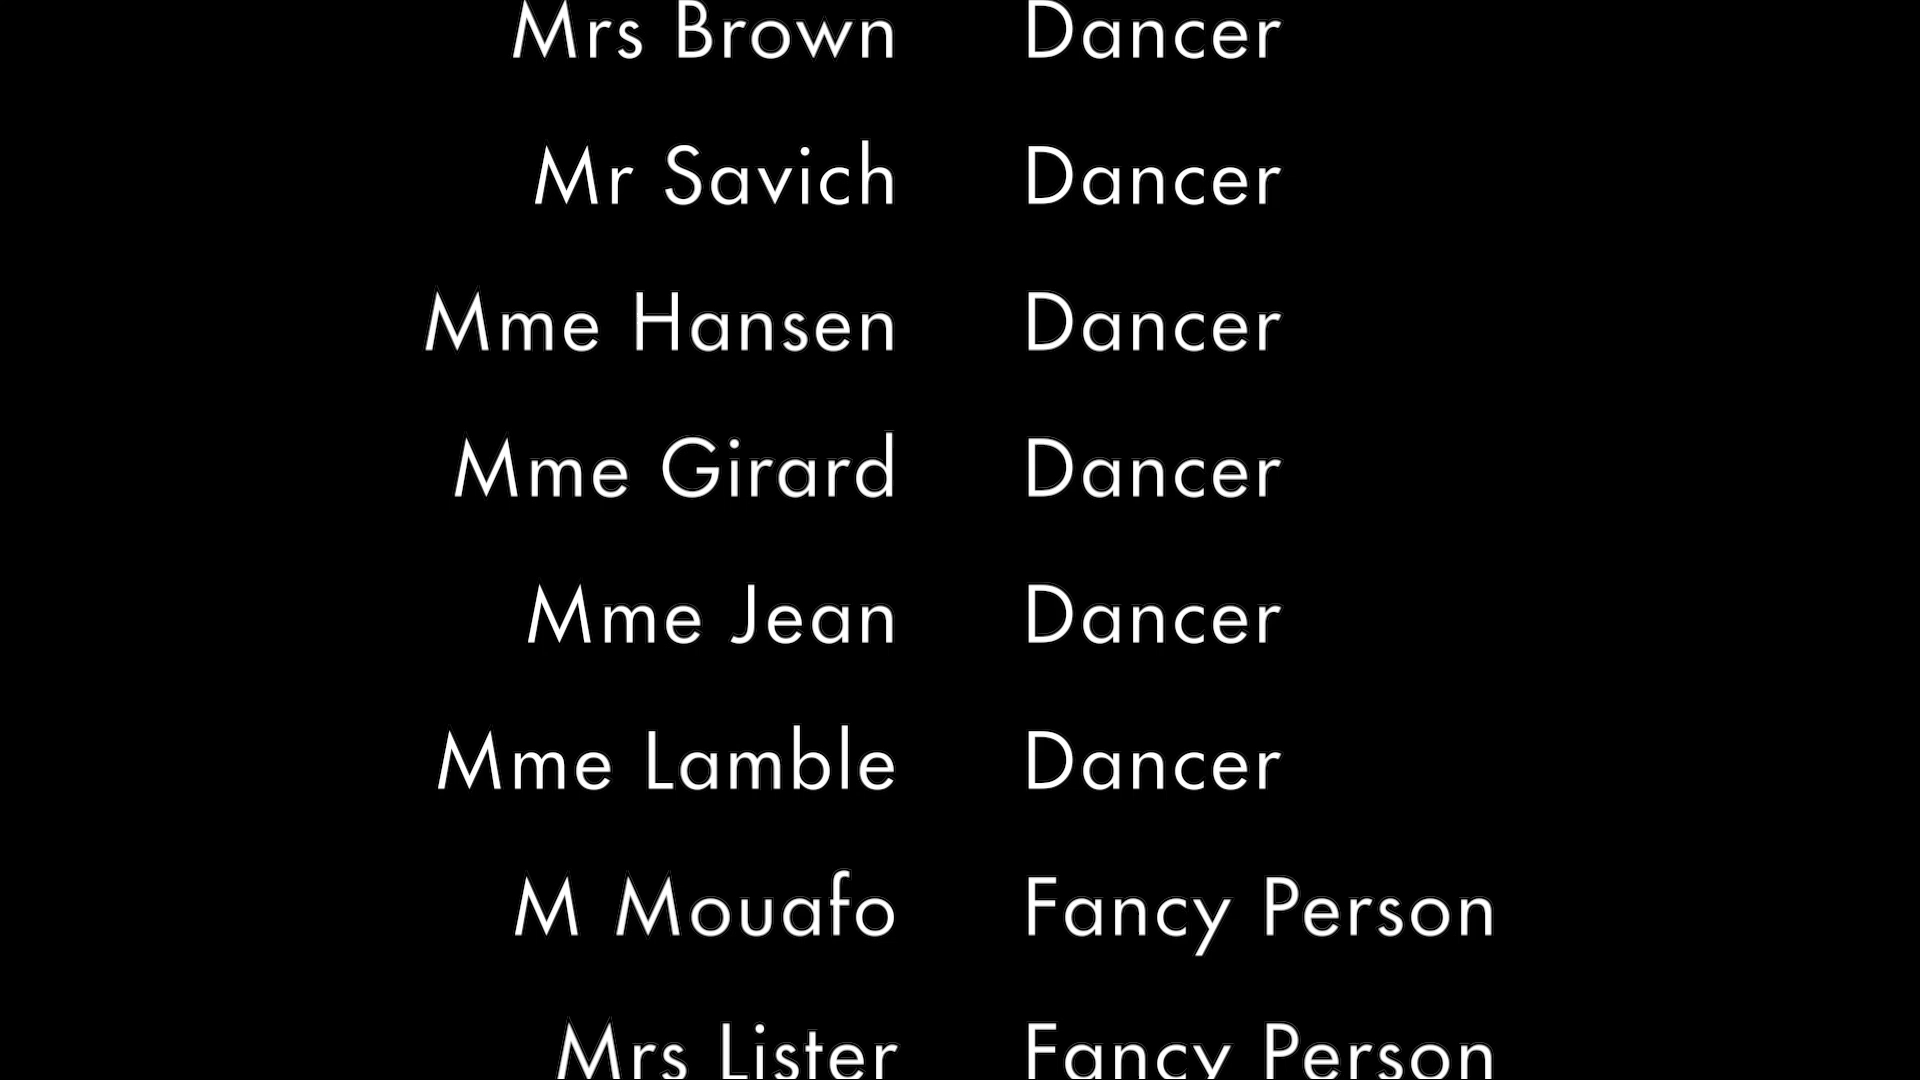 Mrs Brown Dancer
Mr Savich Dancer
Mme Hansen Dancer
Mme Girard Dancer
Mme Jean Dancer
Mme Lamble Dancer
M Mouafo Fancy Person
Mrs Lister Fancy Person